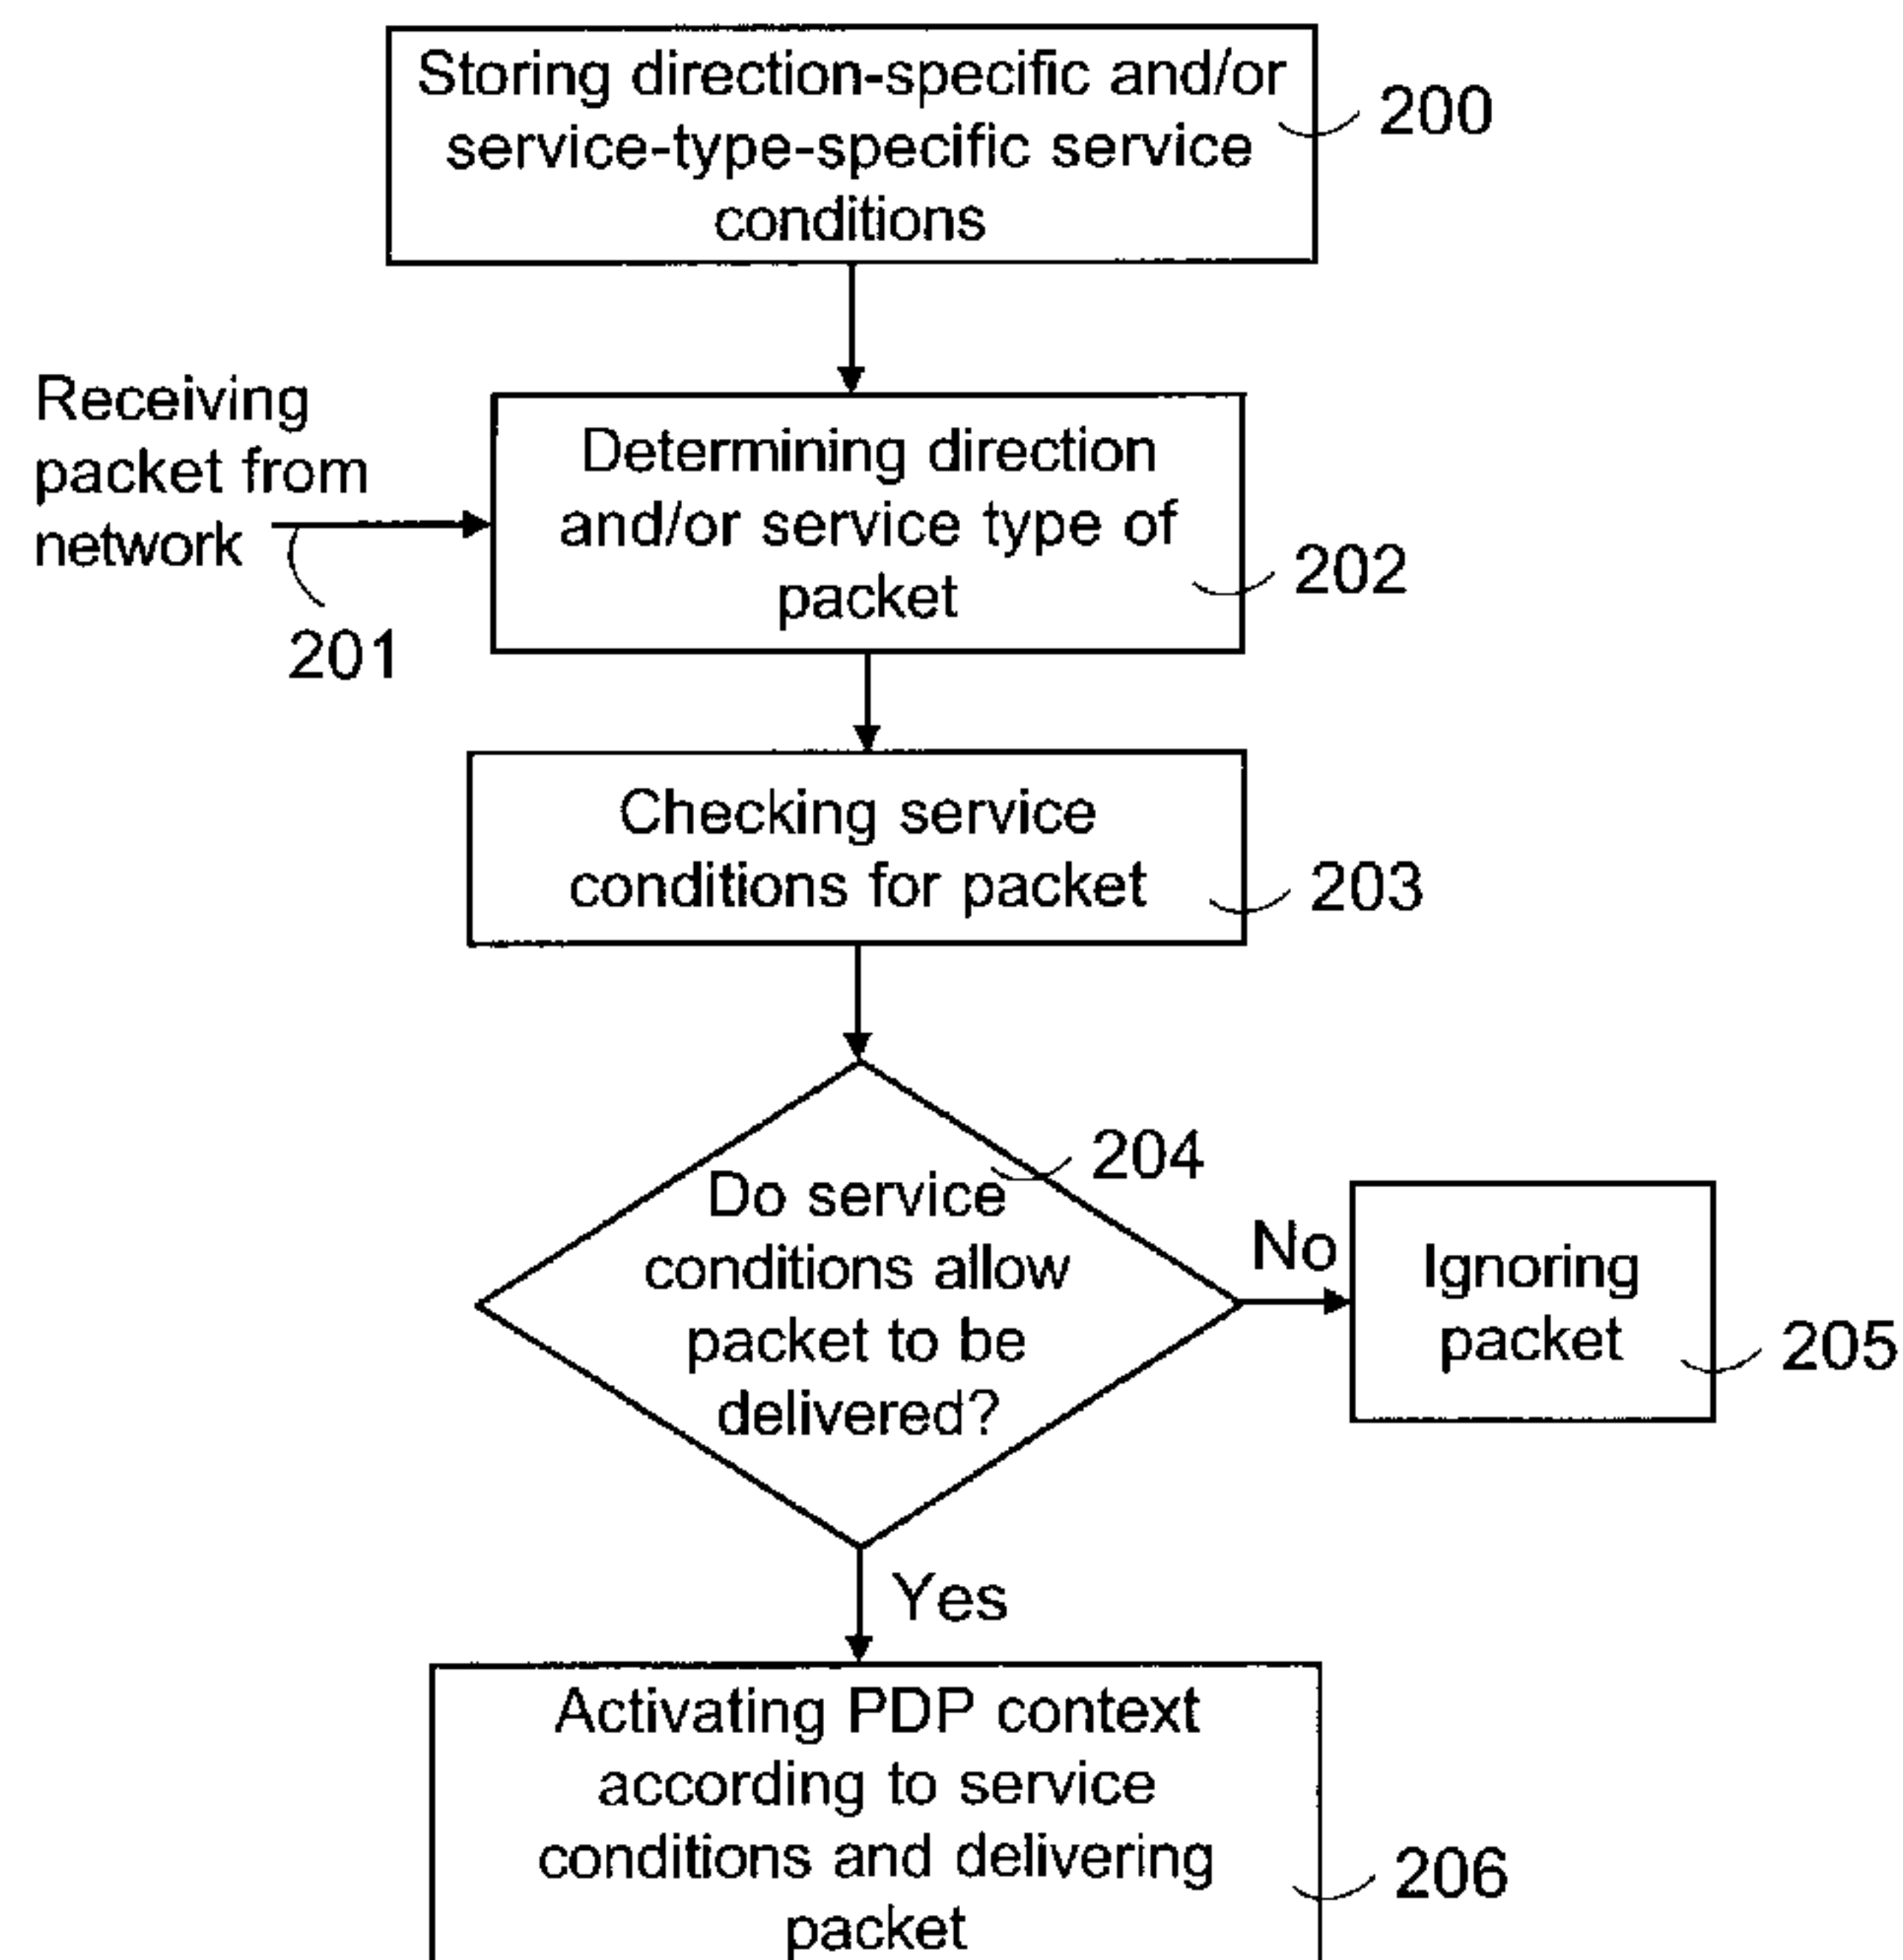 Storing direction-specific and/or
service-type-specific service
conditions
200
Receiving
packet from
network
201
Determining direction
and/or service type of
packet
202
Checking service
conditions for packet
203
204
Do service
conditions allow
packet to be
delivered?
No
Ignoring
packet
205
Yes
Activating PDP context
according to service
conditions and delivering
packet
206